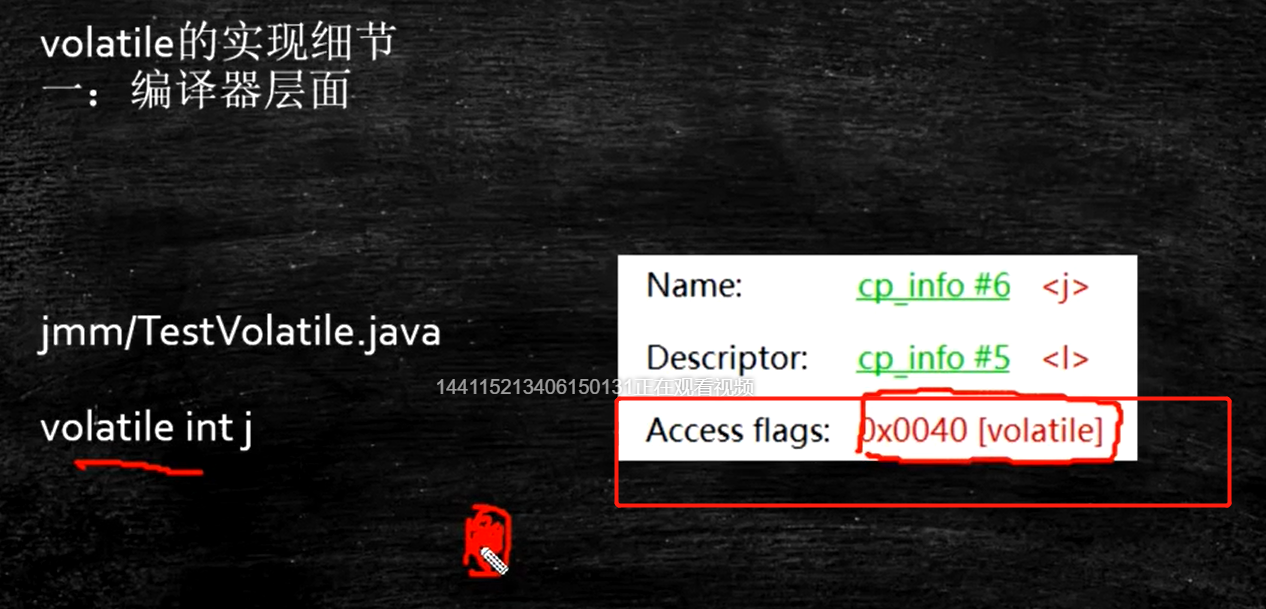 volatile的实现细节
一：编译器层面
jmm/TestVolatile.java
volatile int j
Name: cp_info #6 <j>
Descriptor: cp_info #5 <I>
Access flags: 0x0040 [volatile]
144115213406150131正在观看视频